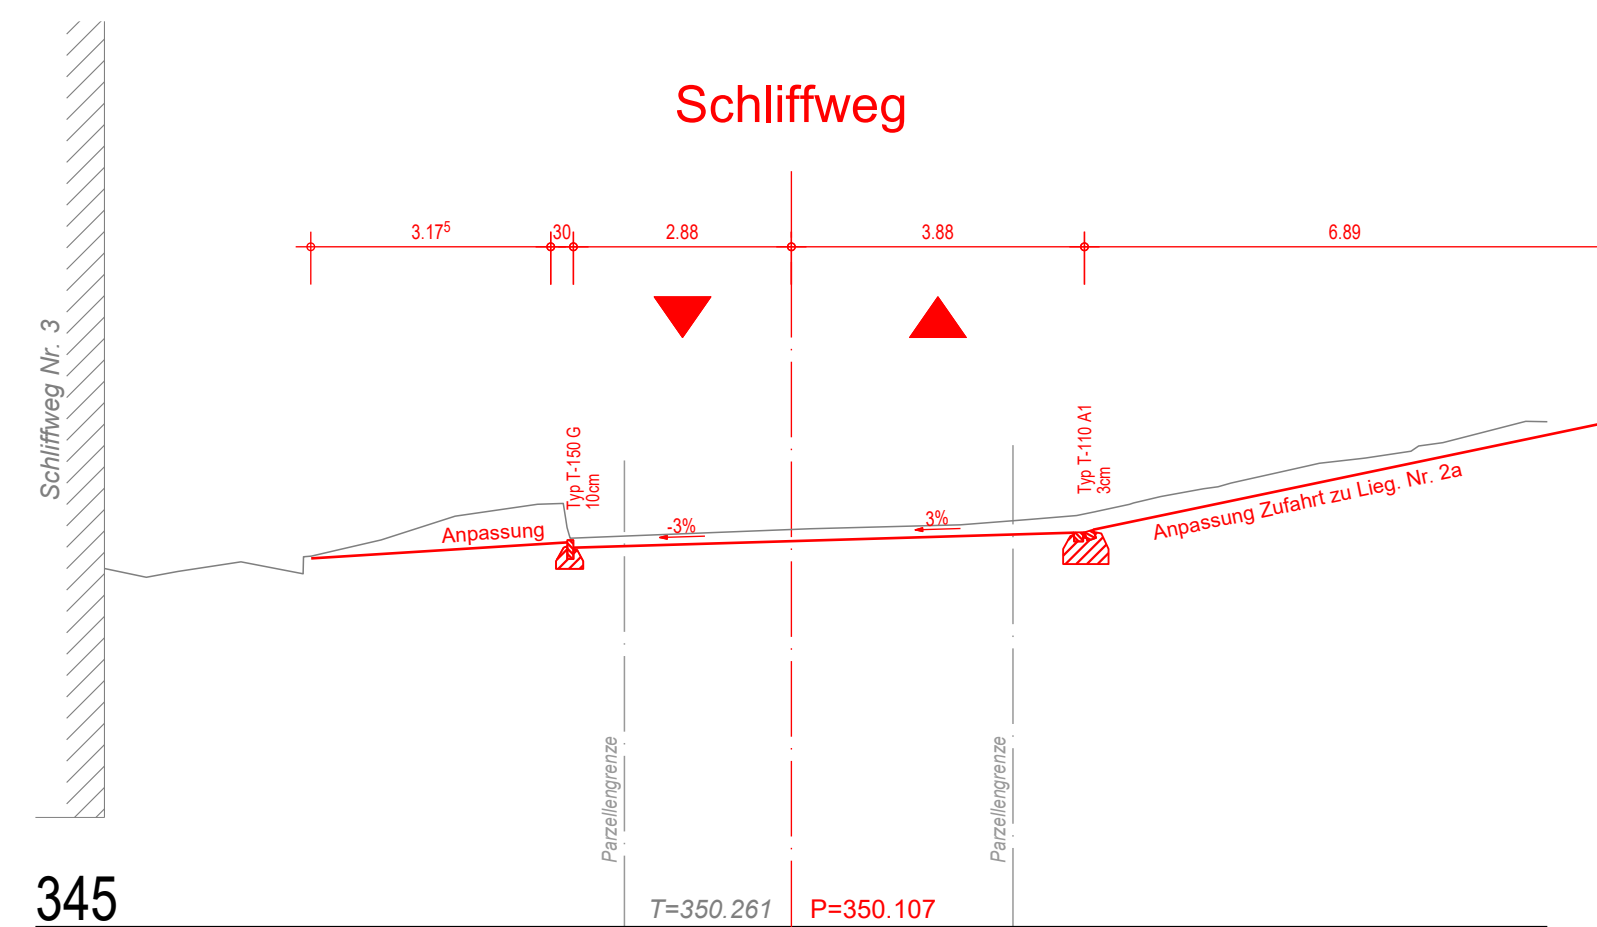 Schliffweg
3.17⁵
30
2.88
3.88
6.89
Schliffweg Nr. 3
Typ T-150 G
10cm
Typ T-110 A1
3cm
Anpassung
-3%
3%
Anpassung Zufahrt zu Lieg. Nr. 2a
Parzellengrenze
Parzellengrenze
345
T=350.261
P=350.107